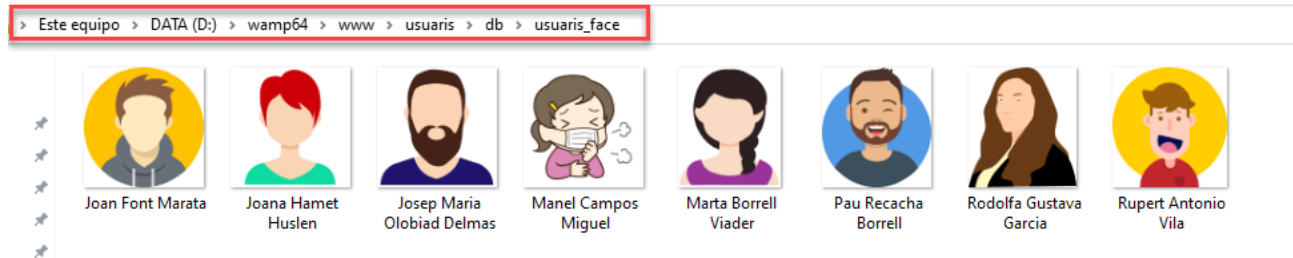 > Este equipo > DATA (D:) > wamp64 > www > usuaris > db > usuaris_face
Joan Font Marata
Joana Hamet
Huslen
Josep Maria
Olobiad Delmas
Manel Campos
Miguel
Marta Borrell
Viader
Pau Recacha
Borrell
Rodolfa Gustava
Garcia
Rupert Antonio
Vila